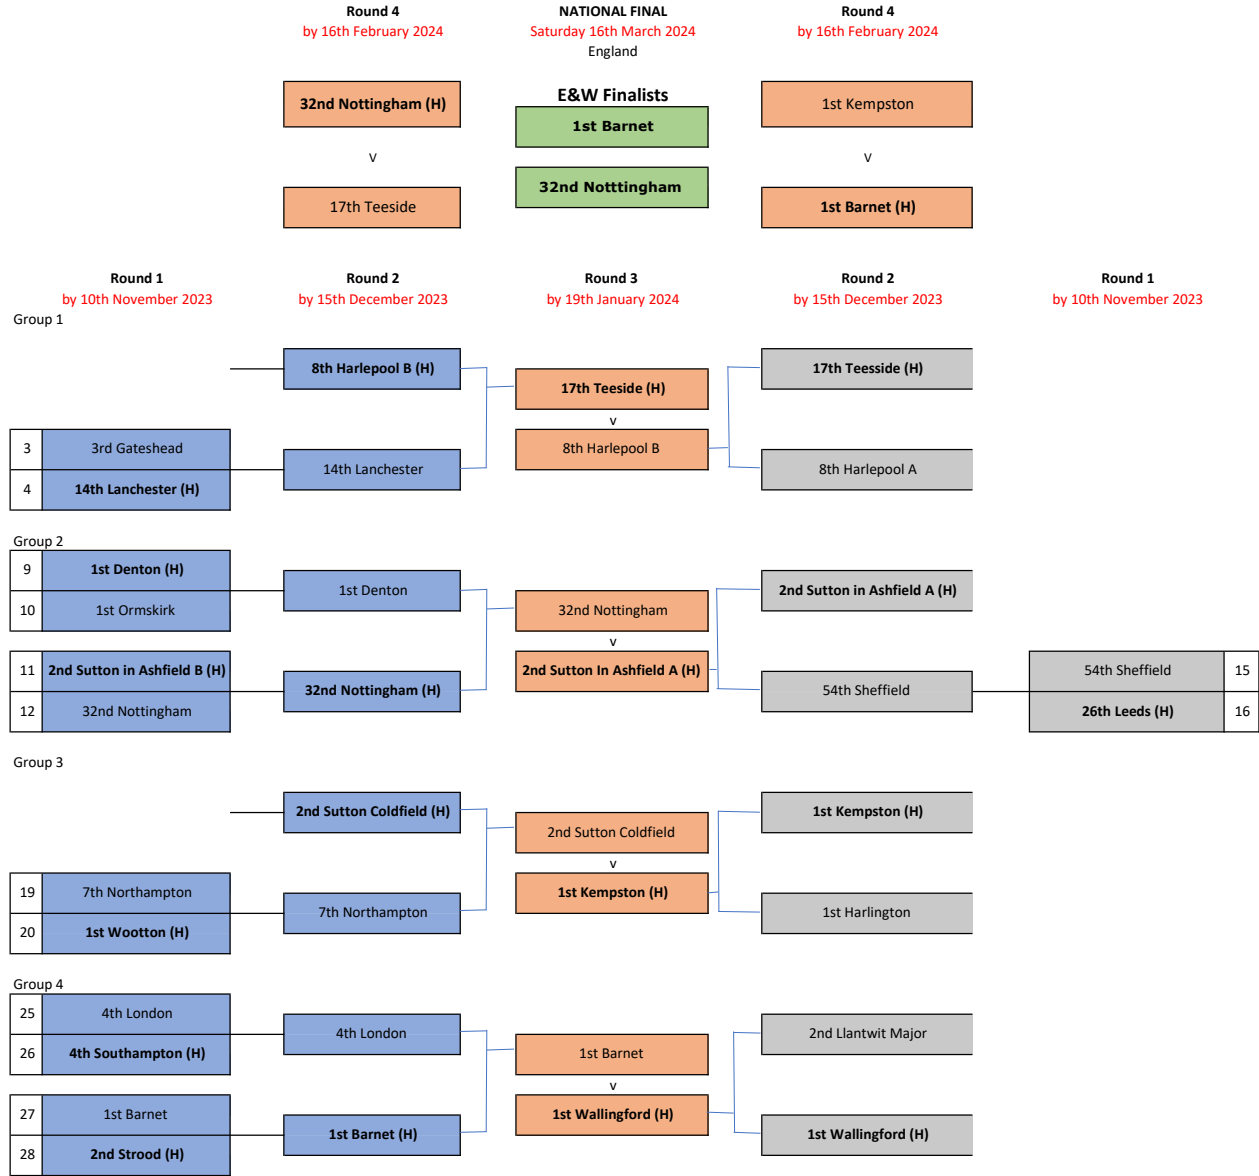 Round 4
NATIONAL FINAL
Round 4
by 16th February 2024
Saturday 16th March 2024
by 16th February 2024
England
32nd Nottingham (H)
E&W Finalists
1st Kempston
1st Barnet
v
v
32nd Notttingham
17th Teeside
1st Barnet (H)
Round 1
Round 2
Round 3
Round 2
Round 1
by 10th November 2023
by 15th December 2023
by 19th January 2024
by 15th December 2023
by 10th November 2023
Group 1
8th Harlepool B (H)
17th Teesside (H)
17th Teeside (H)
v
3 3rd Gateshead
8th Harlepool B
14th Lanchester
8th Harlepool A
4 14th Lanchester (H)
Group 2
9 1st Denton (H)
1st Denton
2nd Sutton in Ashfield A (H)
10 1st Ormskirk
32nd Nottingham
v
11 2nd Sutton in Ashfield B (H)
2nd Sutton In Ashfield A (H)
54th Sheffield 15
32nd Nottingham (H)
54th Sheffield
12 32nd Nottingham
26th Leeds (H) 16
Group 3
2nd Sutton Coldfield (H)
1st Kempston (H)
2nd Sutton Coldfield
v
19 7th Northampton
1st Kempston (H)
7th Northampton
1st Harlington
20 1st Wootton (H)
Group 4
25 4th London
4th London
2nd Llantwit Major
26 4th Southampton (H)
1st Barnet
v
27 1st Barnet
1st Wallingford (H)
1st Barnet (H)
1st Wallingford (H)
28 2nd Strood (H)